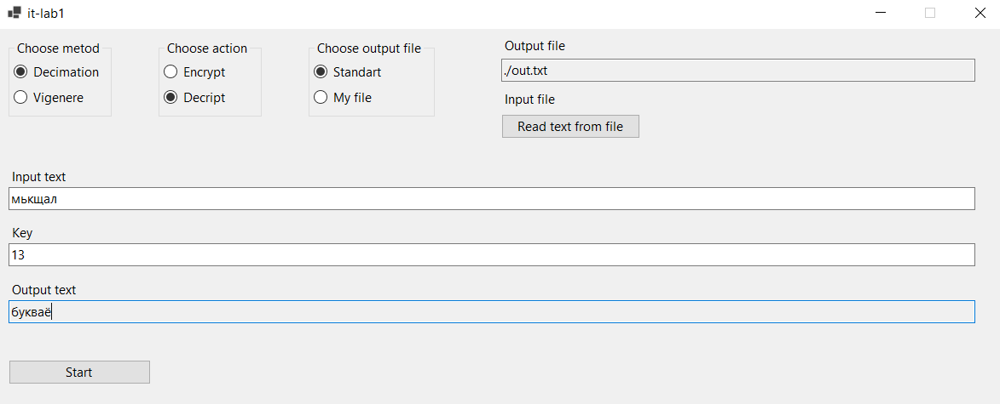 it-lab1
Choose metod
Decimation
Vigenere
Choose action
Encrypt
Decript
Choose output file
Standart
My file
Output file
./out.txt
Input file
Read text from file
Input text
мькщал
Key
13
Output text
букваё
Start